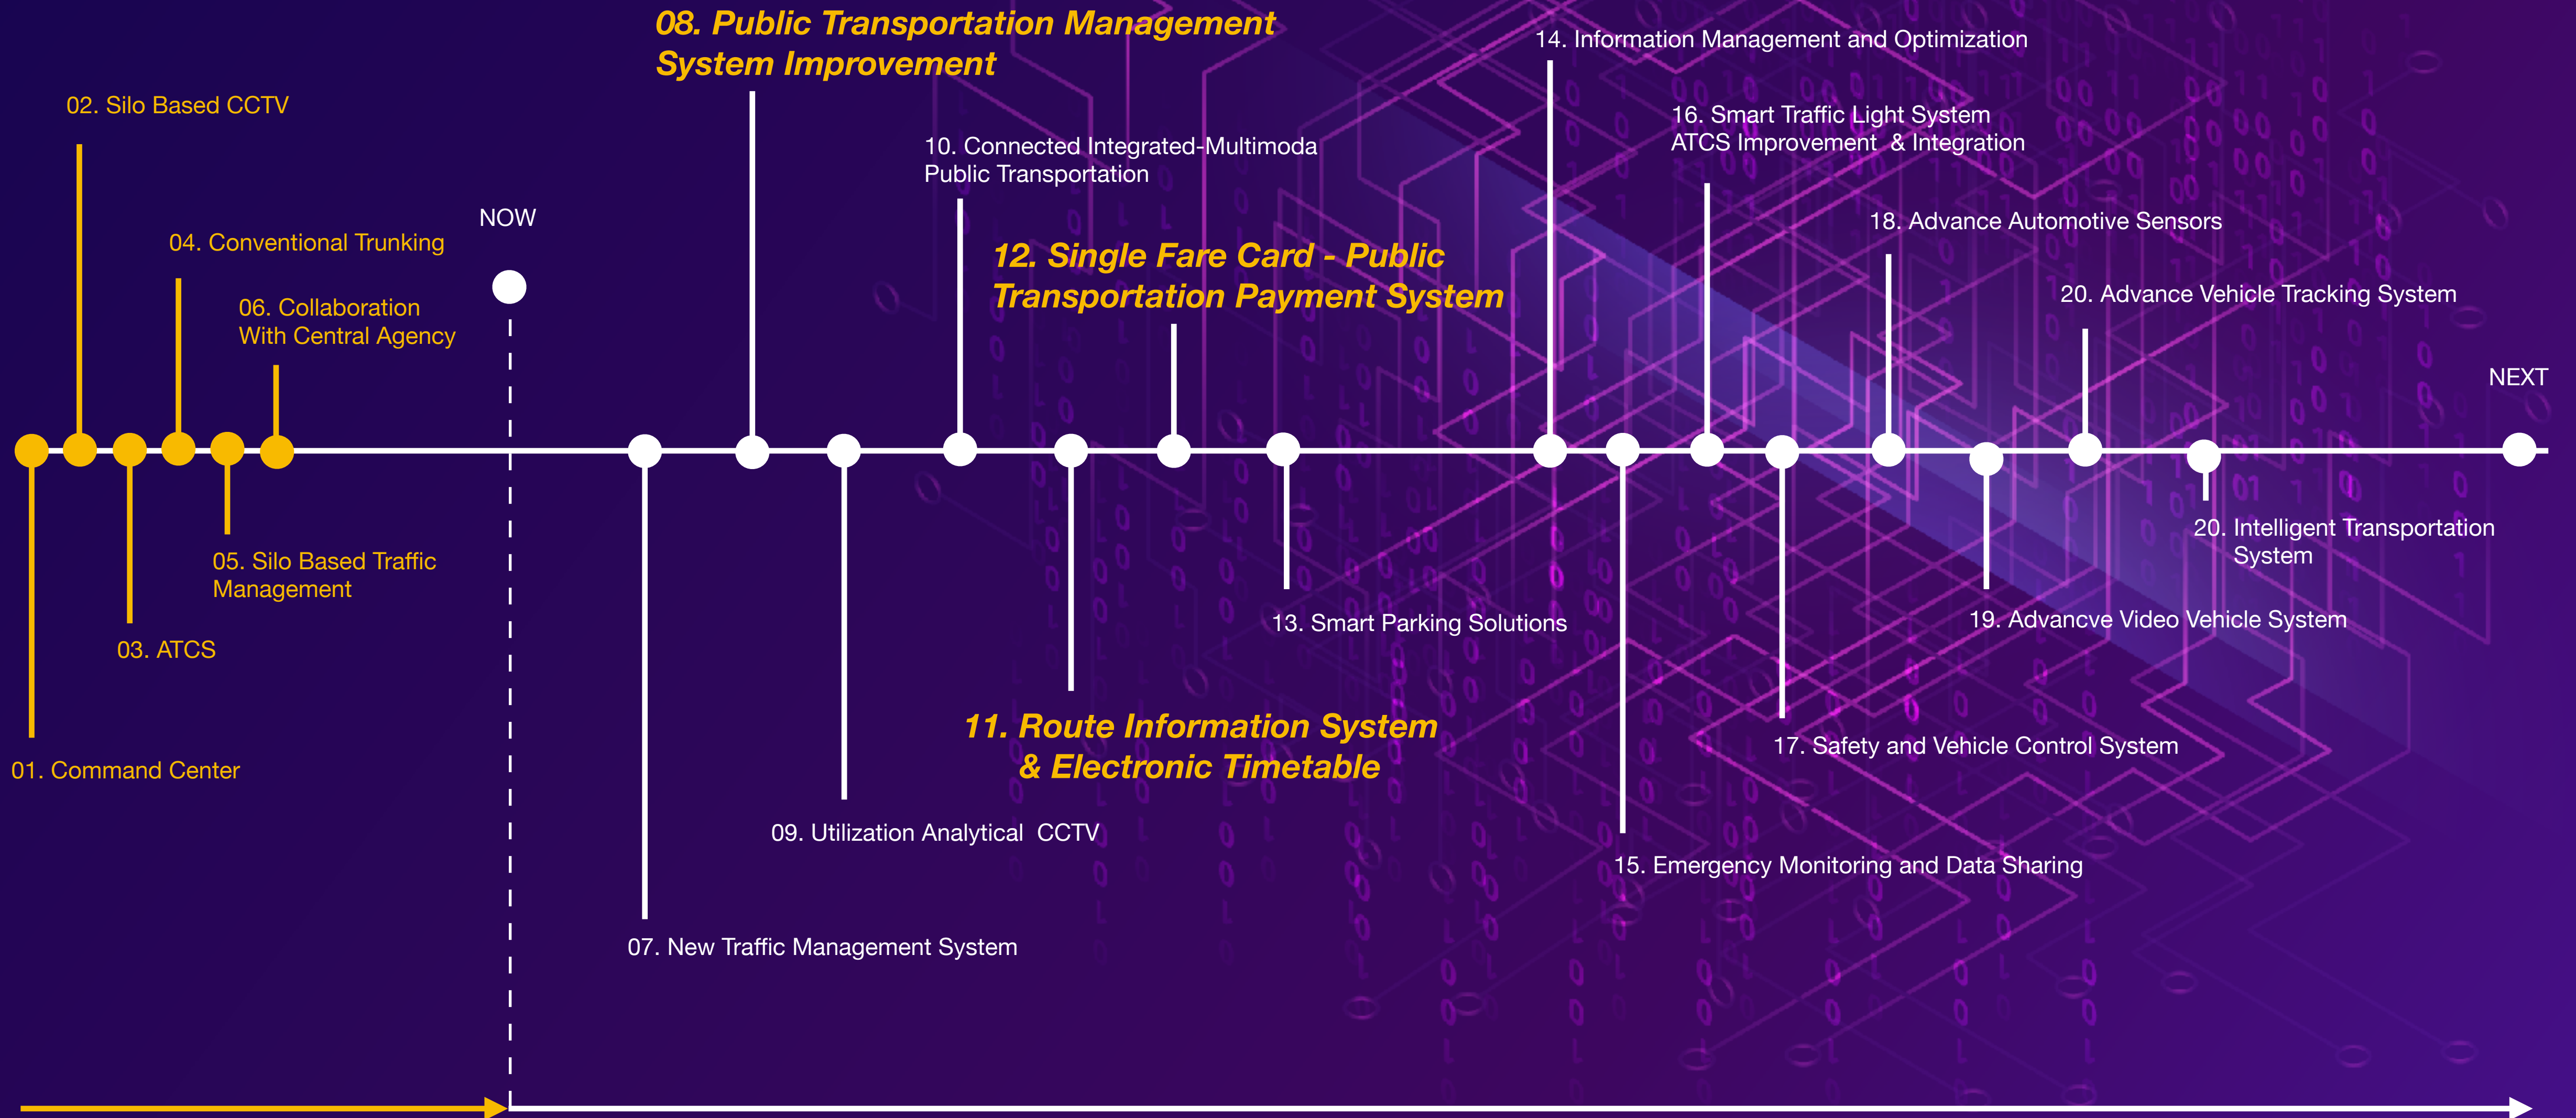 08. Public Transportation Management
System Improvement
14. Information Management and Optimization
02. Silo Based CCTV
16. Smart Traffic Light System
ATCS Improvement  & Integration
10. Connected Integrated-Multimoda
Public Transportation
NOW
18. Advance Automotive Sensors
04. Conventional Trunking
12. Single Fare Card - Public
Transportation Payment System
06. Collaboration
With Central Agency
20. Advance Vehicle Tracking System
NEXT
20. Intelligent Transportation
System
05. Silo Based Traffic
Management
13. Smart Parking Solutions
19. Advancve Video Vehicle System
03. ATCS
11. Route Information System
& Electronic Timetable
17. Safety and Vehicle Control System
01. Command Center
09. Utilization Analytical  CCTV
15. Emergency Monitoring and Data Sharing
07. New Traffic Management System